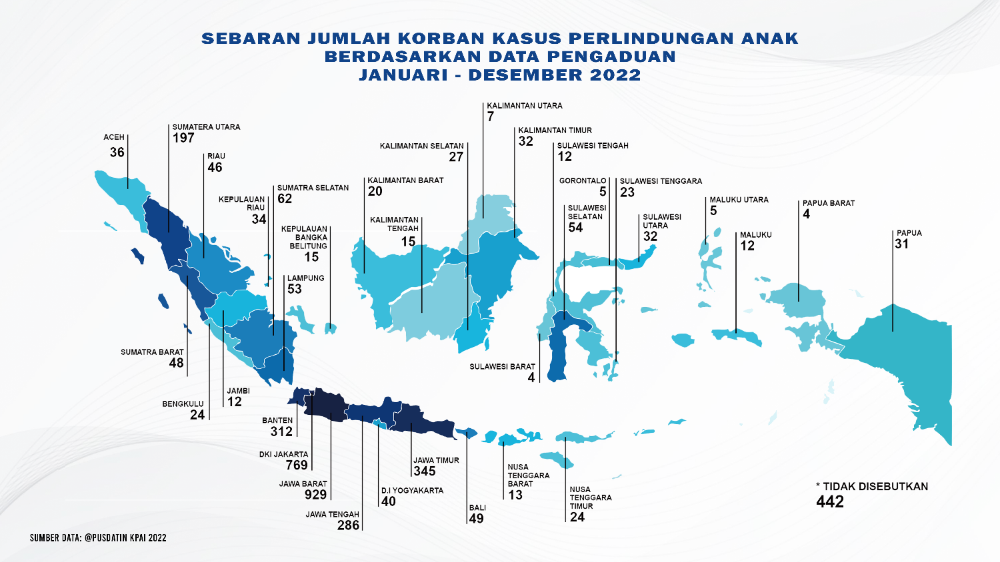 SEBARAN JUMLAH KORBAN KASUS PERLINDUNGAN ANAK
BERDASARKAN DATA PENGADUAN
JANUARI - DESEMBER 2022
KALIMANTAN UTARA
7
SUMATERA UTARA
197
ACEH
36
RIAU
46
KALIMANTAN TIMUR
32
KALIMANTAN SELATAN
27
SULAWESI TENGAH
12
SUMATRA SELATAN
62
KEPULAUAN
RIAU
34
KALIMANTAN BARAT
20
GORONTALO
5
SULAWESI TENGGARA
23
KEPULAUAN
BANGKA
BELITUNG
15
KALIMANTAN
TENGAH
15
SULAWESI
SELATAN
54
SULAWESI
UTARA
32
MALUKU UTARA
5
MALUKU
12
PAPUA BARAT
4
PAPUA
31
LAMPUNG
53
SUMATRA BARAT
48
SULAWESI BARAT
4
JAMBI
12
BENGKULU
24
BANTEN
312
DKI JAKARTA
769
JAWA BARAT
929
JAWA TENGAH
286
JAWA TIMUR
345
D.I YOGYAKARTA
40
BALI
49
NUSA
TENGGARA
BARAT
13
NUSA
TENGGARA
TIMUR
24
* TIDAK DISEBUTKAN
442
SUMBER DATA: @PUSDATIN KPAI 2022